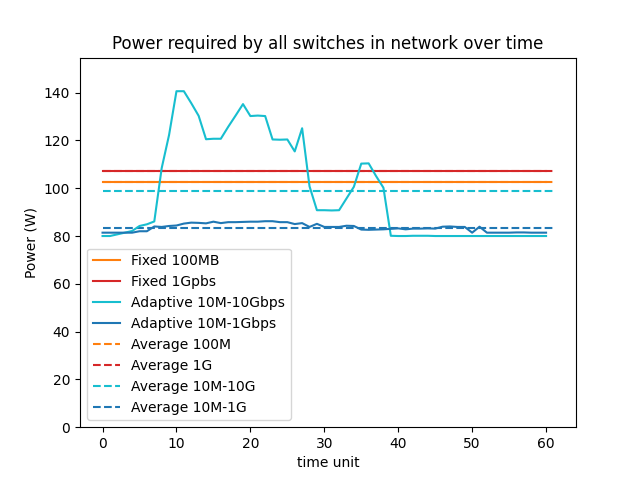 Power required by all switches in network over time
Power (W)
140
120
100
80
60
40
20
0
Fixed 100MB
Fixed 1Gpbs
Adaptive 10M-10Gbps
Adaptive 10M-1Gbps
Average 100M
Average 1G
Average 10M-10G
Average 10M-1G
0 10 20 30 40 50 60
time unit